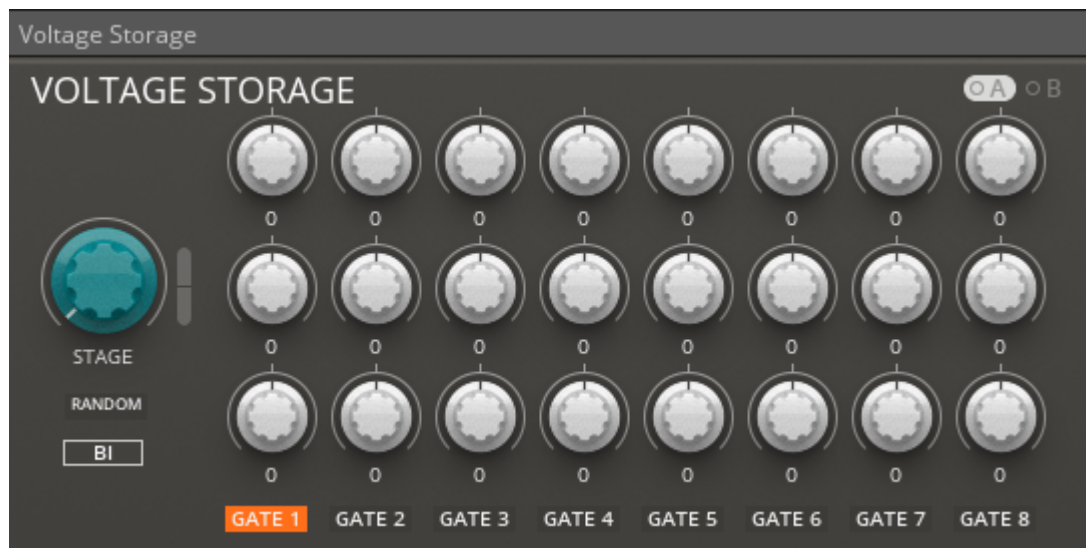 Voltage Storage
VOLTAGE STORAGE
A B
0 0 0 0 0 0 0 0
0 0 0 0 0 0 0 0
STAGE
RANDOM
BI
0 0 0 0 0 0 0 0
GATE 1 GATE 2 GATE 3 GATE 4 GATE 5 GATE 6 GATE 7 GATE 8